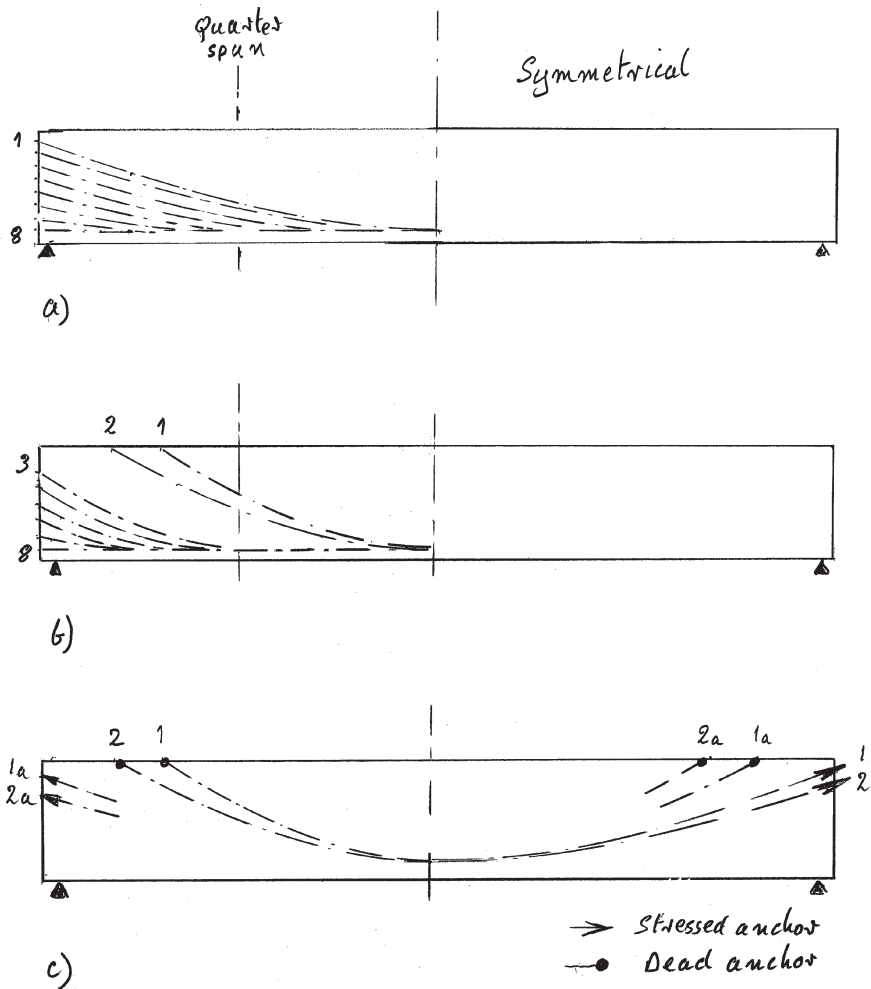 Quarter
span
Symmetrical
1
8
a)
2 1
3
8
b)
2 1 2a 1a
1a
2a
1
2
Stressed anchor
Dead anchor
c)